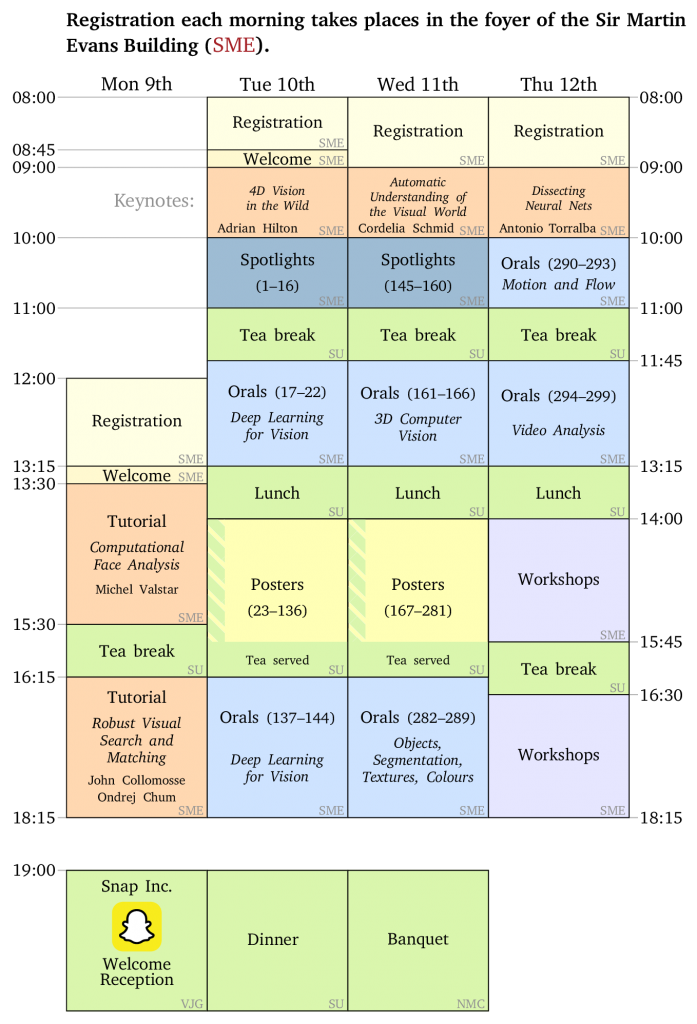 Registration each morning takes places in the foyer of the Sir Martin
Evans Building (SME).
Mon 9th
Tue 10th
Wed 11th
Thu 12th
08:00
08:45
09:00
10:00
11:00
12:00
13:15
13:30
15:30
16:15
18:15
19:00
Keynotes:
Registration
SME
Welcome SME
Tutorial
Computational
Face Analysis
Michel Valstar
SME
Tea break
SU
Tutorial
Robust Visual
Search and
Matching
John Collomosse
Ondrej Chum
SME
Snap Inc.
Welcome
Reception
VJG
Registration
SME
Welcome SME
4D Vision
in the Wild
Adrian Hilton SME
Spotlights
(1–16)
SME
Tea break
SU
Orals (17–22)
Deep Learning
for Vision
SME
Lunch
SU
Posters
(23–136)
Tea served
SU
Orals (137–144)
Deep Learning
for Vision
SME
Dinner
SU
Registration
SME
Automatic
Understanding of
the Visual World
Cordelia Schmid SME
Spotlights
(145–160)
SME
Tea break
SU
Orals (161–166)
3D Computer
Vision
SME
Lunch
SU
Posters
(167–281)
Tea served
SU
Orals (282–289)
Objects,
Segmentation,
Textures, Colours
SME
Banquet
NMC
Registration
SME
Dissecting
Neural Nets
Antonio Torralba SME
Orals (290–293)
Motion and Flow
SME
Tea break
SU
Orals (294–299)
Video Analysis
SME
Lunch
SU
Workshops
SME
Tea break
SU
Workshops
SME
08:00
09:00
10:00
11:00
11:45
13:15
14:00
15:45
16:30
18:15